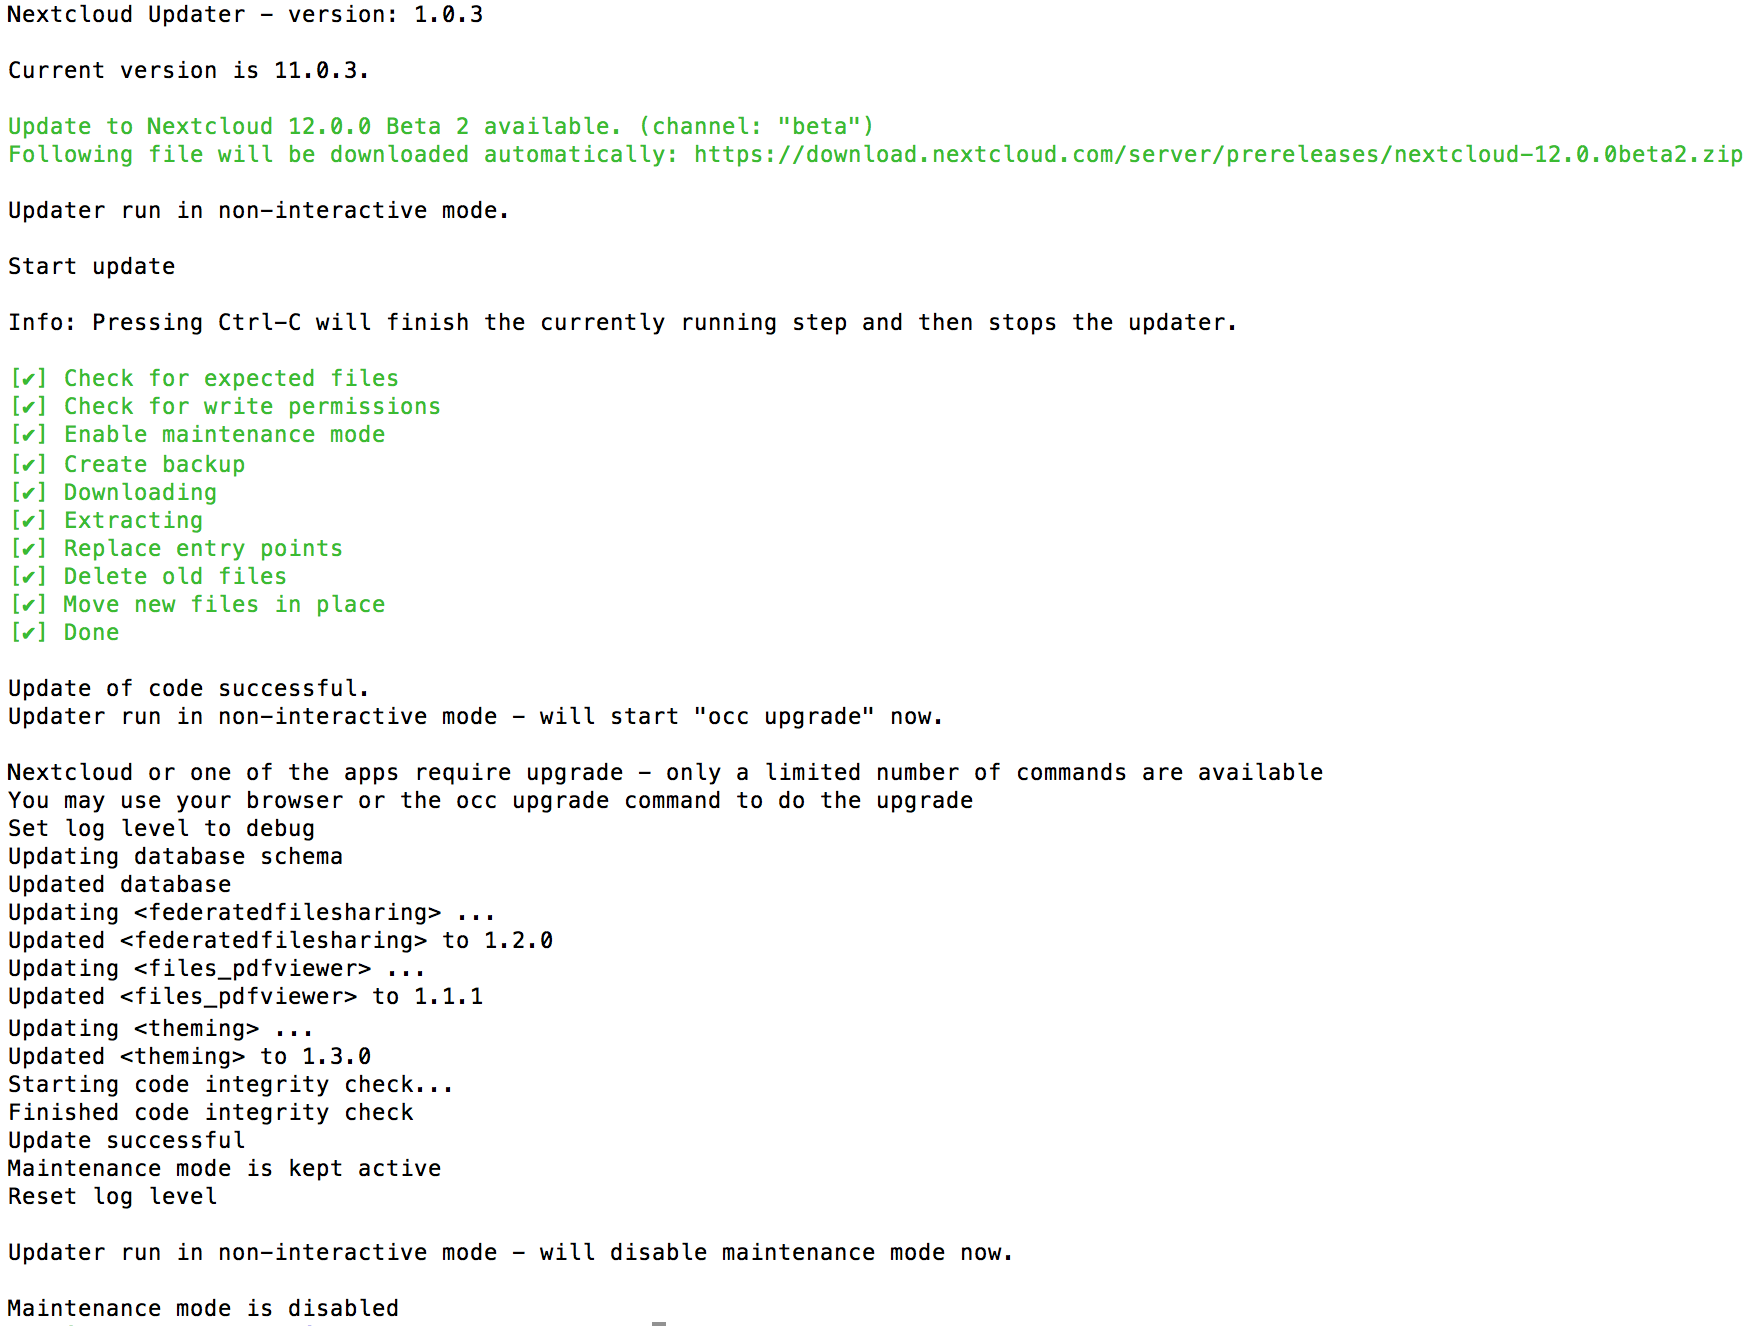 Nextcloud Updater – version: 1.0.3
Current version is 11.0.3.
Update to Nextcloud 12.0.0 Beta 2 available. (channel: "beta")
Following file will be downloaded automatically: https://download.nextcloud.com/server/prereleases/nextcloud-12.0.0beta2.zip
Updater run in non-interactive mode.
Start update
Info: Pressing Ctrl-C will finish the currently running step and then stops the updater.
[✔] Check for expected files
[✔] Check for write permissions
[✔] Enable maintenance mode
[✔] Create backup
[✔] Downloading
[✔] Extracting
[✔] Replace entry points
[✔] Delete old files
[✔] Move new files in place
[✔] Done
Update of code successful.
Updater run in non-interactive mode – will start "occ upgrade" now.
Nextcloud or one of the apps require upgrade – only a limited number of commands are available
You may use your browser or the occ upgrade command to do the upgrade
Set log level to debug
Updating database schema
Updated database
Updating <federatedfilesharing> ...
Updated <federatedfilesharing> to 1.2.0
Updating <files_pdfviewer> ...
Updated <files_pdfviewer> to 1.1.1
Updating <theming> ...
Updated <theming> to 1.3.0
Starting code integrity check...
Finished code integrity check
Update successful
Maintenance mode is kept active
Reset log level
Updater run in non-interactive mode – will disable maintenance mode now.
Maintenance mode is disabled